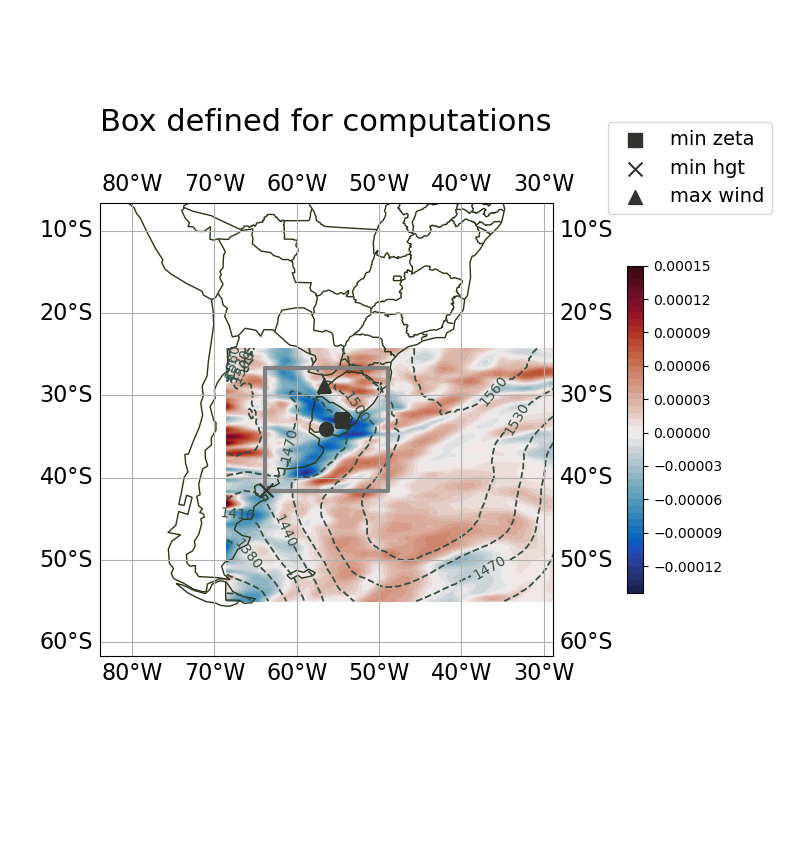 Box defined for computations
min zeta
min hgt
max wind
80°W 70°W 60°W 50°W 40°W 30°W
10°S 10°S
20°S
30°S 30°S
40°S 40°S
50°S 50°S
60°S 60°S
20°S
80°W 70°W 60°W 50°W 40°W 30°W
0.00015
0.00012
0.00009
0.00006
0.00003
0.00000
−0.00003
−0.00006
−0.00009
−0.00012
1560
1530
1500
1470
1410
1440
1380
1470